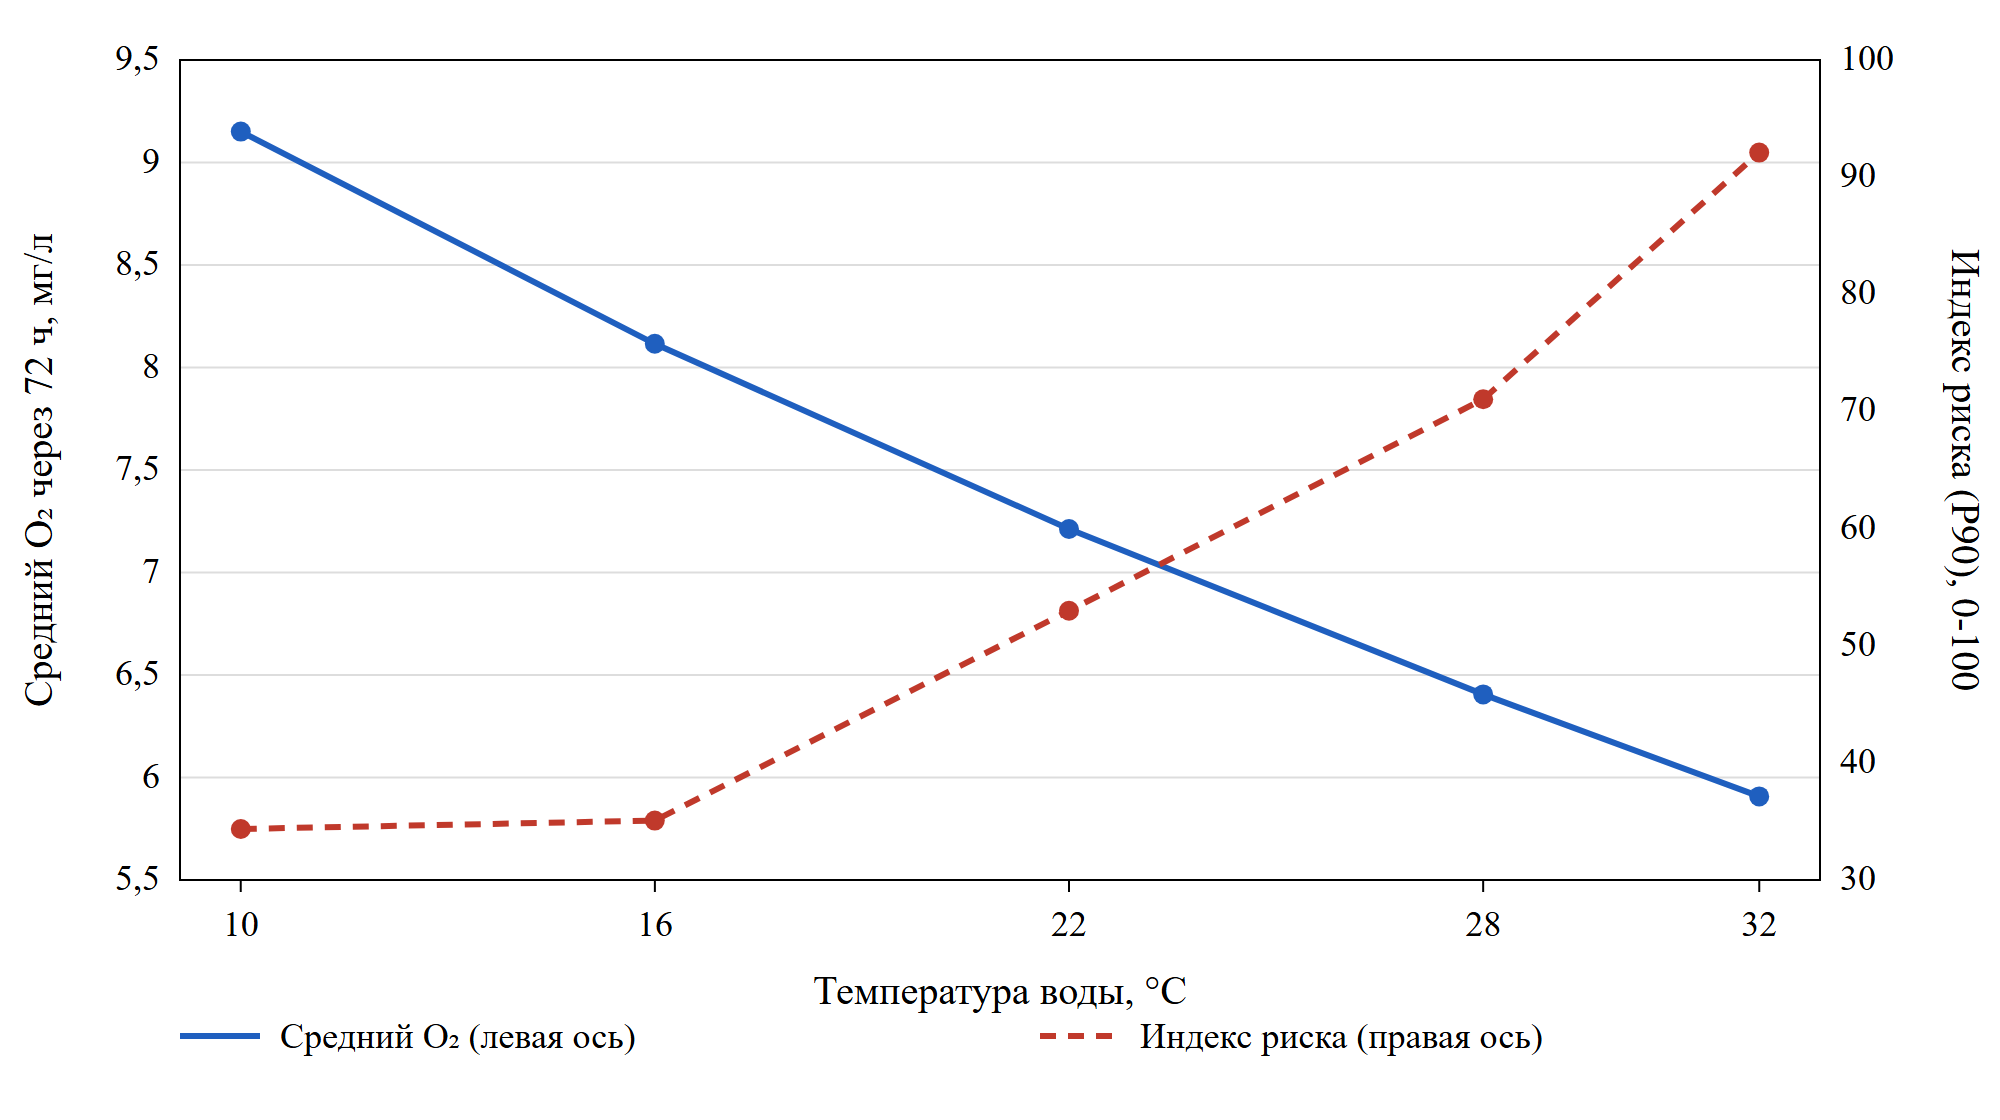 9,5
9
8,5
8
7,5
7
6,5
6
5,5
Средний O₂ через 72 ч, мг/л
100
90
80
70
60
50
40
30
Индекс риска (P90), 0-100
10 16 22 28 32
Температура воды, °C
Средний O₂ (левая ось)
Индекс риска (правая ось)